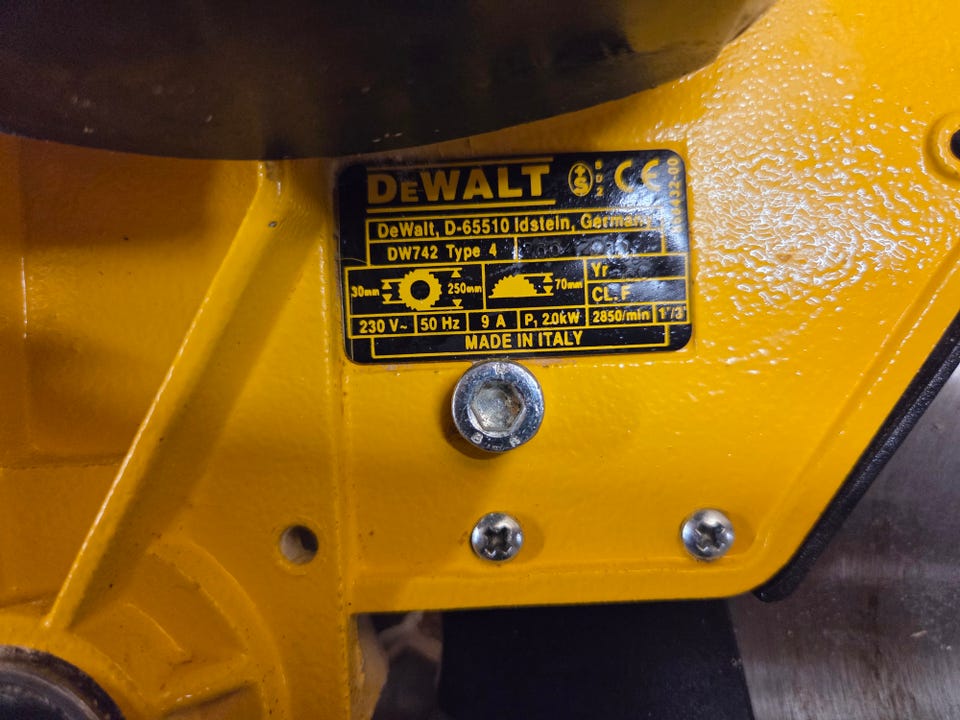 DEWALT S CE
DeWalt, D-65510 Idstein, Germany
DW742 Type 4
Yr
30mm 250mm 70mm
CL. F
230 V~ 50 Hz 9 A P, 2.0kW 2850/min 1~/3
MADE IN ITALY